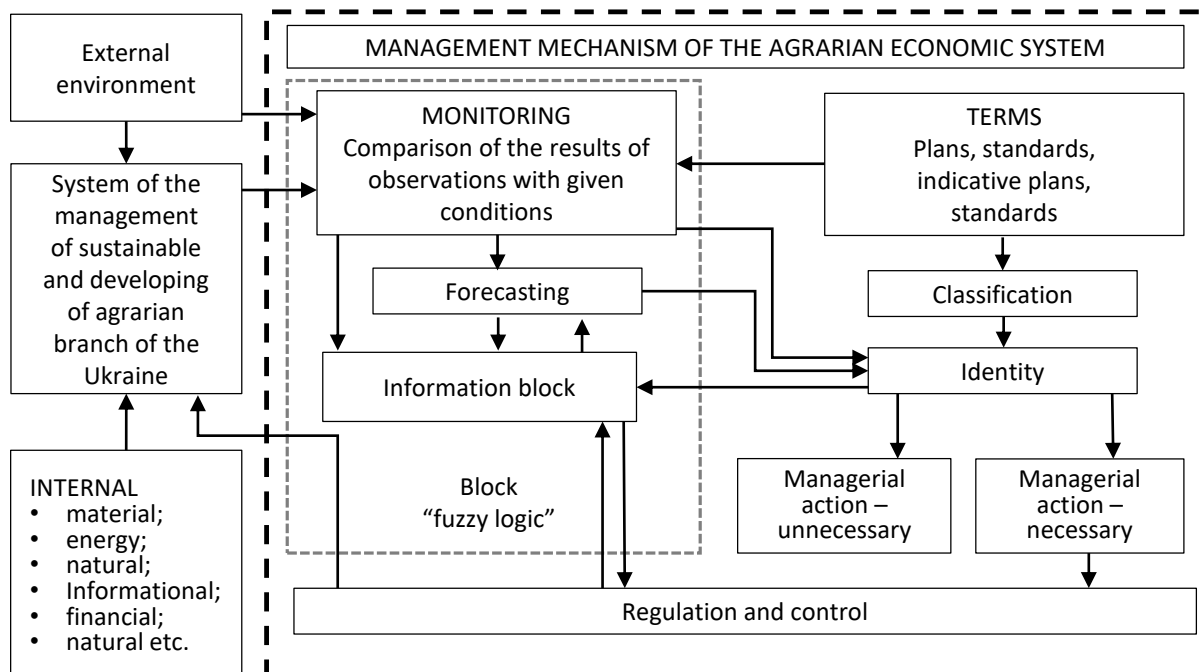 External
environment
MANAGEMENT MECHANISM OF THE AGRARIAN ECONOMIC SYSTEM
MONITORING
Comparison of the results of
observations with given
conditions
TERMS
Plans, standards,
indicative plans,
standards
System of the
management
of sustainable
and developing
of agrarian
branch of the
Ukraine
Forecasting
Classification
Information block
Identity
Block
“fuzzy logic”
Managerial
action –
unnecessary
Managerial
action –
necessary
INTERNAL
• material;
• energy;
• natural;
• Informational;
• financial;
• natural etc.
Regulation and control